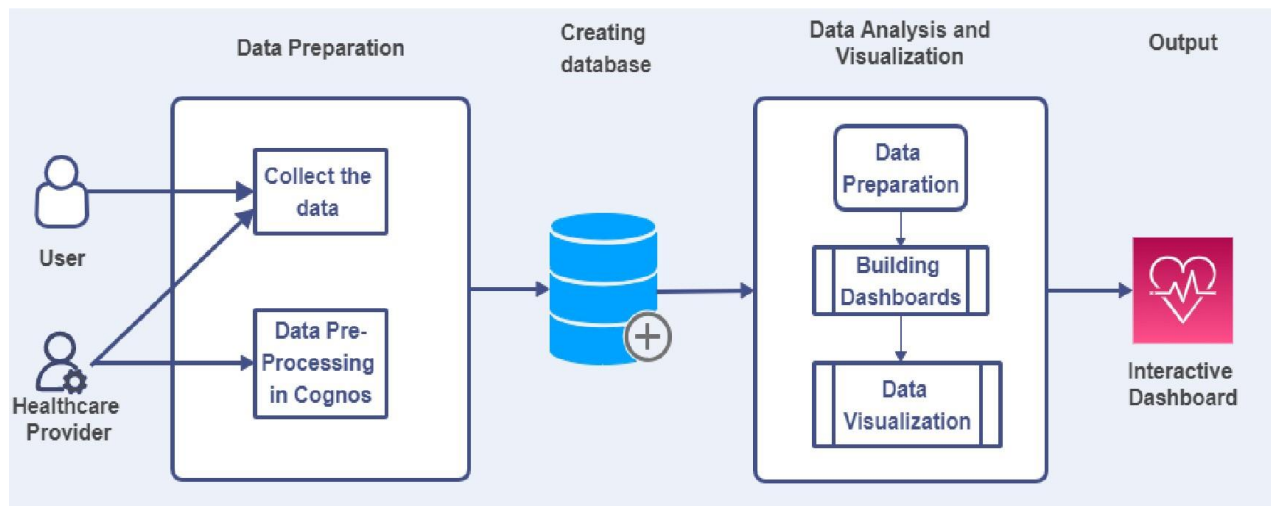 Data Preparation
Creating
database
Data Analysis and
Visualization
Output
User
Healthcare
Provider
Collect the
data
Data Pre-
Processing
in Cognos
Data
Preparation
Building
Dashboards
Data
Visualization
Interactive
Dashboard